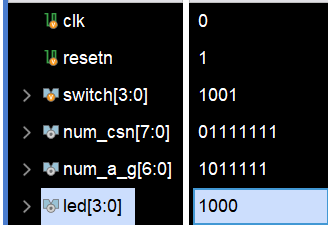 clk 0
resetn 1
switch[3:0] 1001
num_csn[7:0] 01111111
num_a_g[6:0] 1011111
led[3:0] 1000